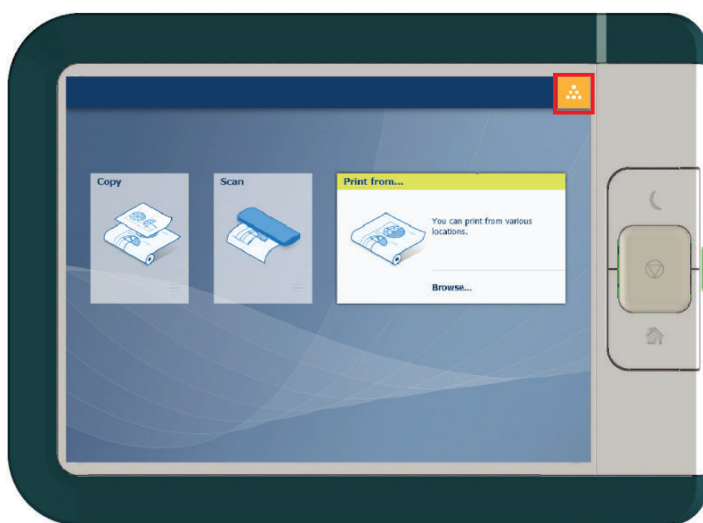 Copy
Scan
Print from...
You can print from various
locations.
Browse...